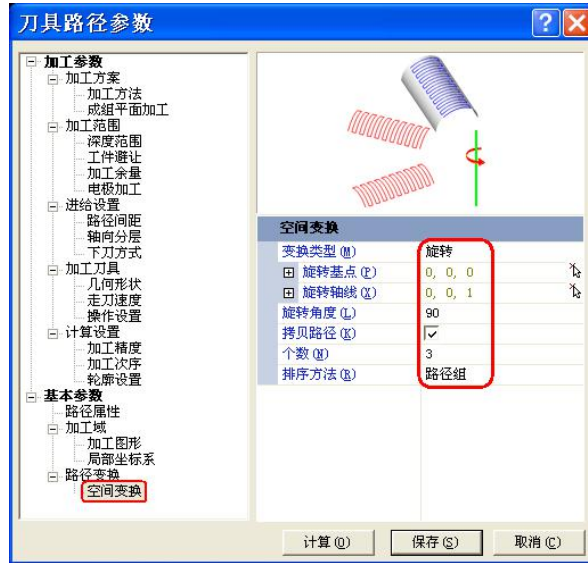 刀具路径参数
加工参数
加工方案
加工方法
成组平面加工
加工范围
深度范围
工件避让
加工余量
电极加工
进给设置
路径间距
轴向分层
下刀方式
加工刀具
几何形状
走刀速度
操作设置
计算设置
加工精度
加工次序
轮廓设置
基本参数
路径属性
加工域
加工图形
局部坐标系
路径变换
空间变换
空间变换
变换类型(M) 旋转
旋转基点(P) 0, 0, 0
旋转轴线(X) 0, 0, 1
旋转角度(L) 90
拷贝路径(K)
个数(N) 3
排序方法(R) 路径组
计算(O) 保存(S) 取消(C)